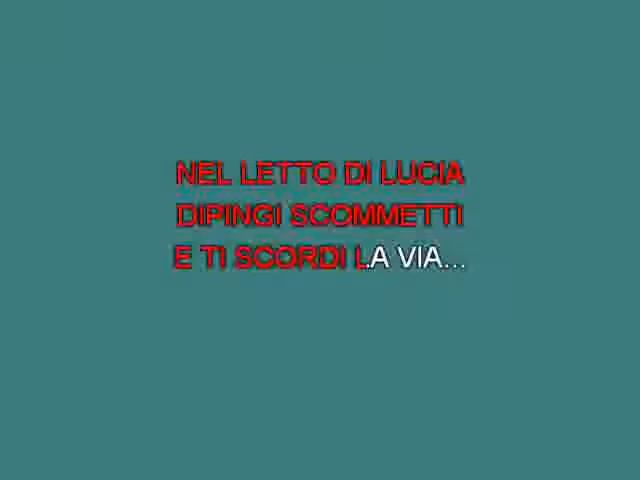 NEL LETTO DI LUCIA
DIPINGI SCOMMETTI
E TI SCORDI LA VIA...